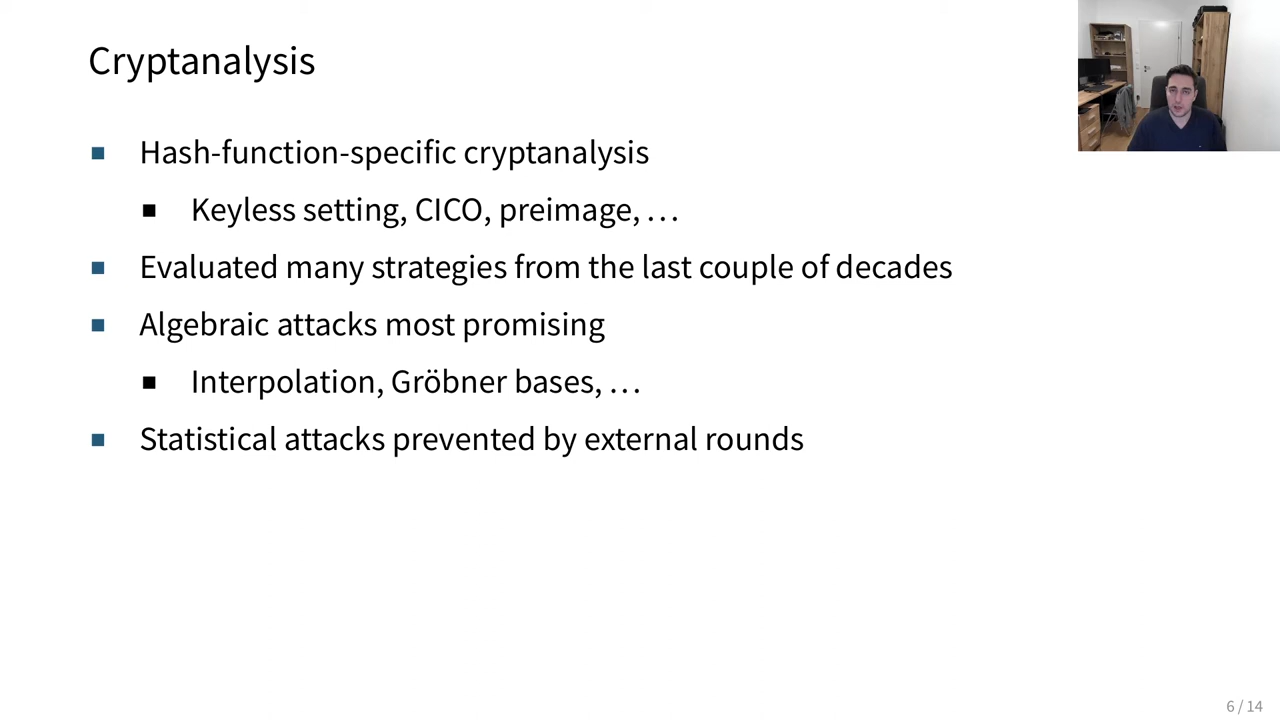 Cryptanalysis
Hash-function-specific cryptanalysis
Keyless setting, CICO, preimage, ...
Evaluated many strategies from the last couple of decades
Algebraic attacks most promising
Interpolation, Gröbner bases, ...
Statistical attacks prevented by external rounds
6 / 14